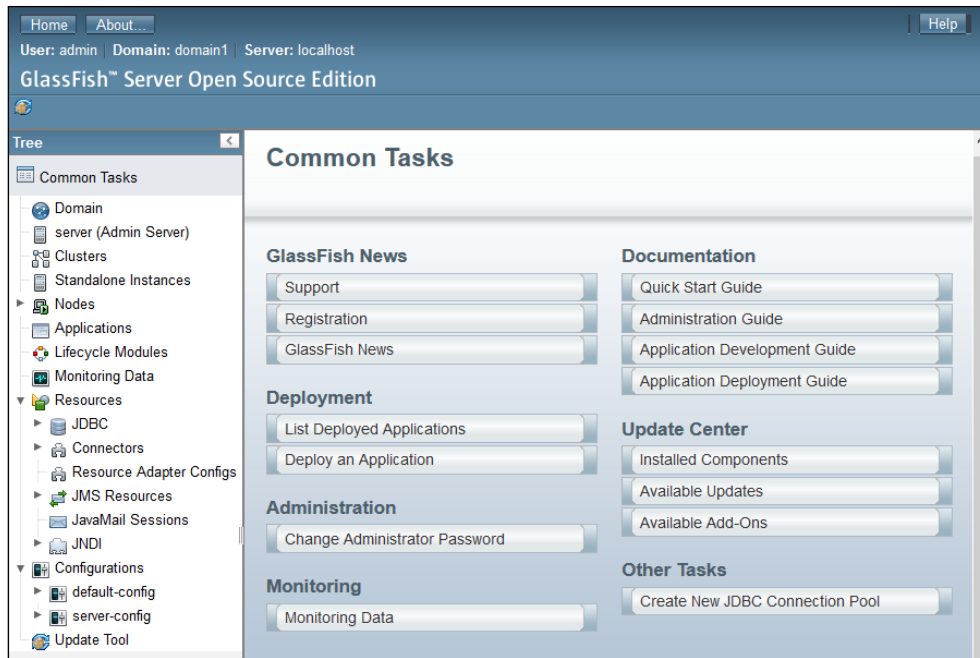 Home About... Help
User: admin Domain: domain1 Server: localhost
GlassFish™ Server Open Source Edition
Tree
Common Tasks
Domain
server (Admin Server)
Clusters
Standalone Instances
Nodes
Applications
Lifecycle Modules
Monitoring Data
Resources
JDBC
Connectors
Resource Adapter Configs
JMS Resources
JavaMail Sessions
JNDI
Configurations
default-config
server-config
Update Tool
Common Tasks
GlassFish News
Support
Registration
GlassFish News
Deployment
List Deployed Applications
Deploy an Application
Administration
Change Administrator Password
Monitoring
Monitoring Data
Documentation
Quick Start Guide
Administration Guide
Application Development Guide
Application Deployment Guide
Update Center
Installed Components
Available Updates
Available Add-Ons
Other Tasks
Create New JDBC Connection Pool